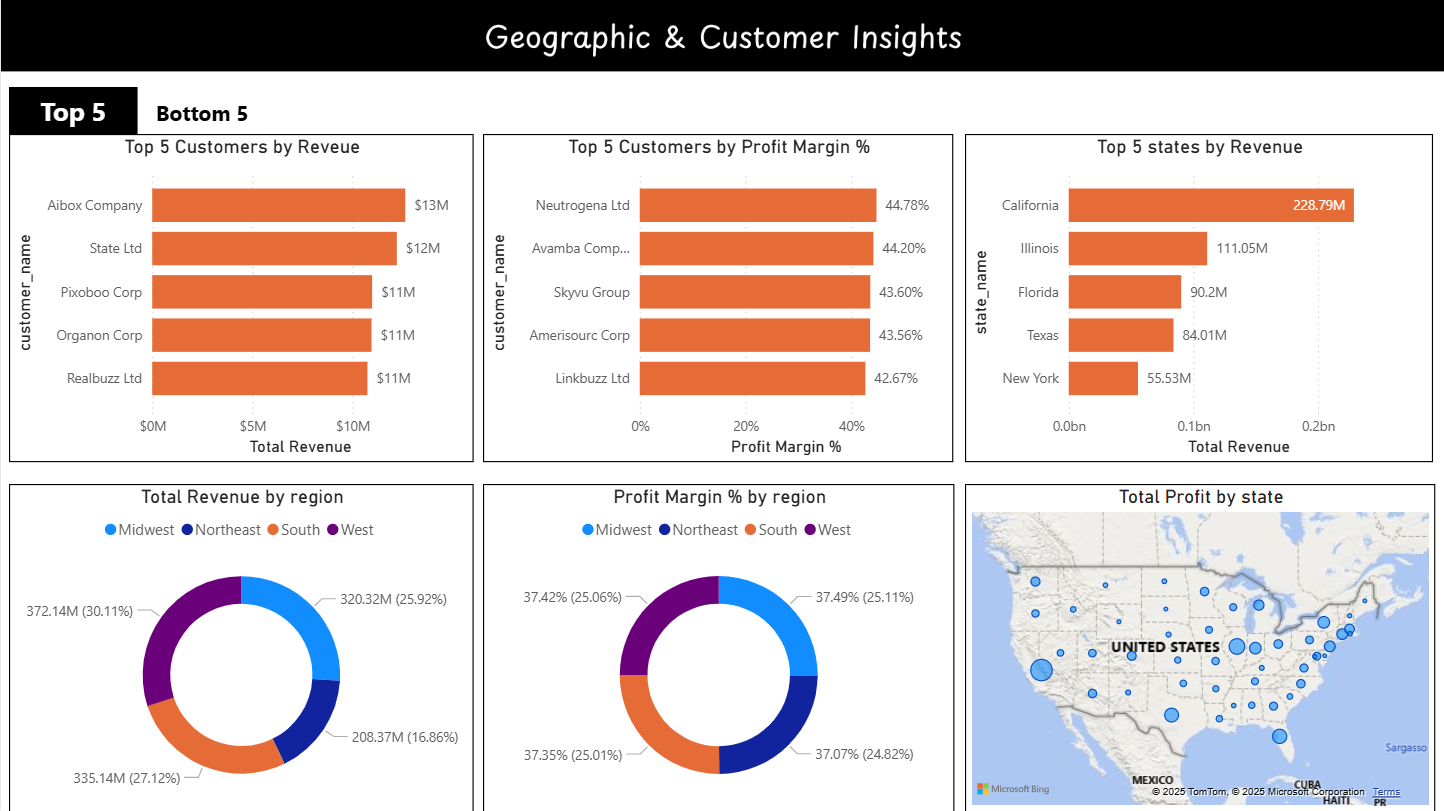 Geographic & Customer Insights
Top 5
Bottom 5
Top 5 Customers by Reveue
customer_name
Aibox Company
$13M
State Ltd
$12M
Pixoboo Corp
$11M
Organon Corp
$11M
Realbuzz Ltd
$11M
$0M $5M $10M
Total Revenue
Top 5 Customers by Profit Margin %
customer_name
Neutrogena Ltd
44.78%
Avamba Comp...
44.20%
Skyvu Group
43.60%
Amerisourc Corp
43.56%
Linkbuzz Ltd
42.67%
0% 20% 40%
Profit Margin %
Top 5 states by Revenue
state_name
California
228.79M
Illinois
111.05M
Florida
90.2M
Texas
84.01M
New York
55.53M
0.0bn 0.1bn 0.2bn
Total Revenue
Total Revenue by region
Midwest Northeast South West
320.32M (25.92%)
208.37M (16.86%)
335.14M (27.12%)
372.14M (30.11%)
Profit Margin % by region
Midwest Northeast South West
37.49% (25.11%)
37.07% (24.82%)
37.35% (25.01%)
37.42% (25.06%)
Total Profit by state
UNITED STATES
Sargasso
MEXICO
CUBA
HAITI
PR
Microsoft Bing
© 2025 TomTom, © 2025 Microsoft Corporation Terms